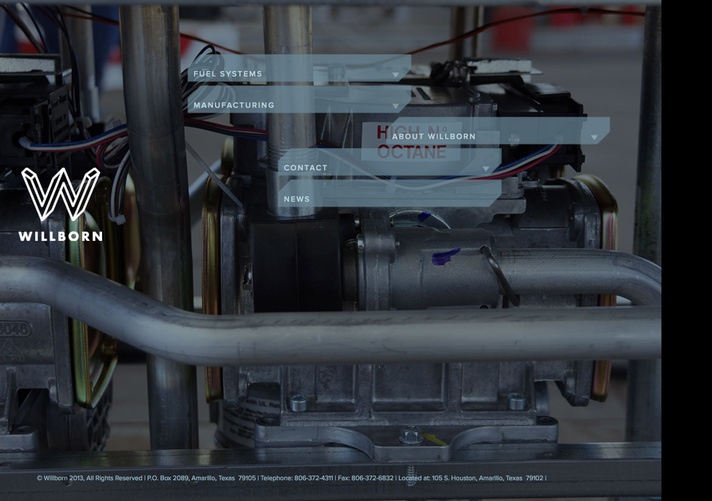 FUEL SYSTEMS
MANUFACTURING
HIGH N°
OCTANE
ABOUT WILLBORN
CONTACT
NEWS
WILLBORN
© Willborn 2013, All Rights Reserved | P.O. Box 2089, Amarillo, Texas 79105 | Telephone: 806-372-4311 | Fax: 806-372-6832 | Located at: 105 S. Houston, Amarillo, Texas 79102 |